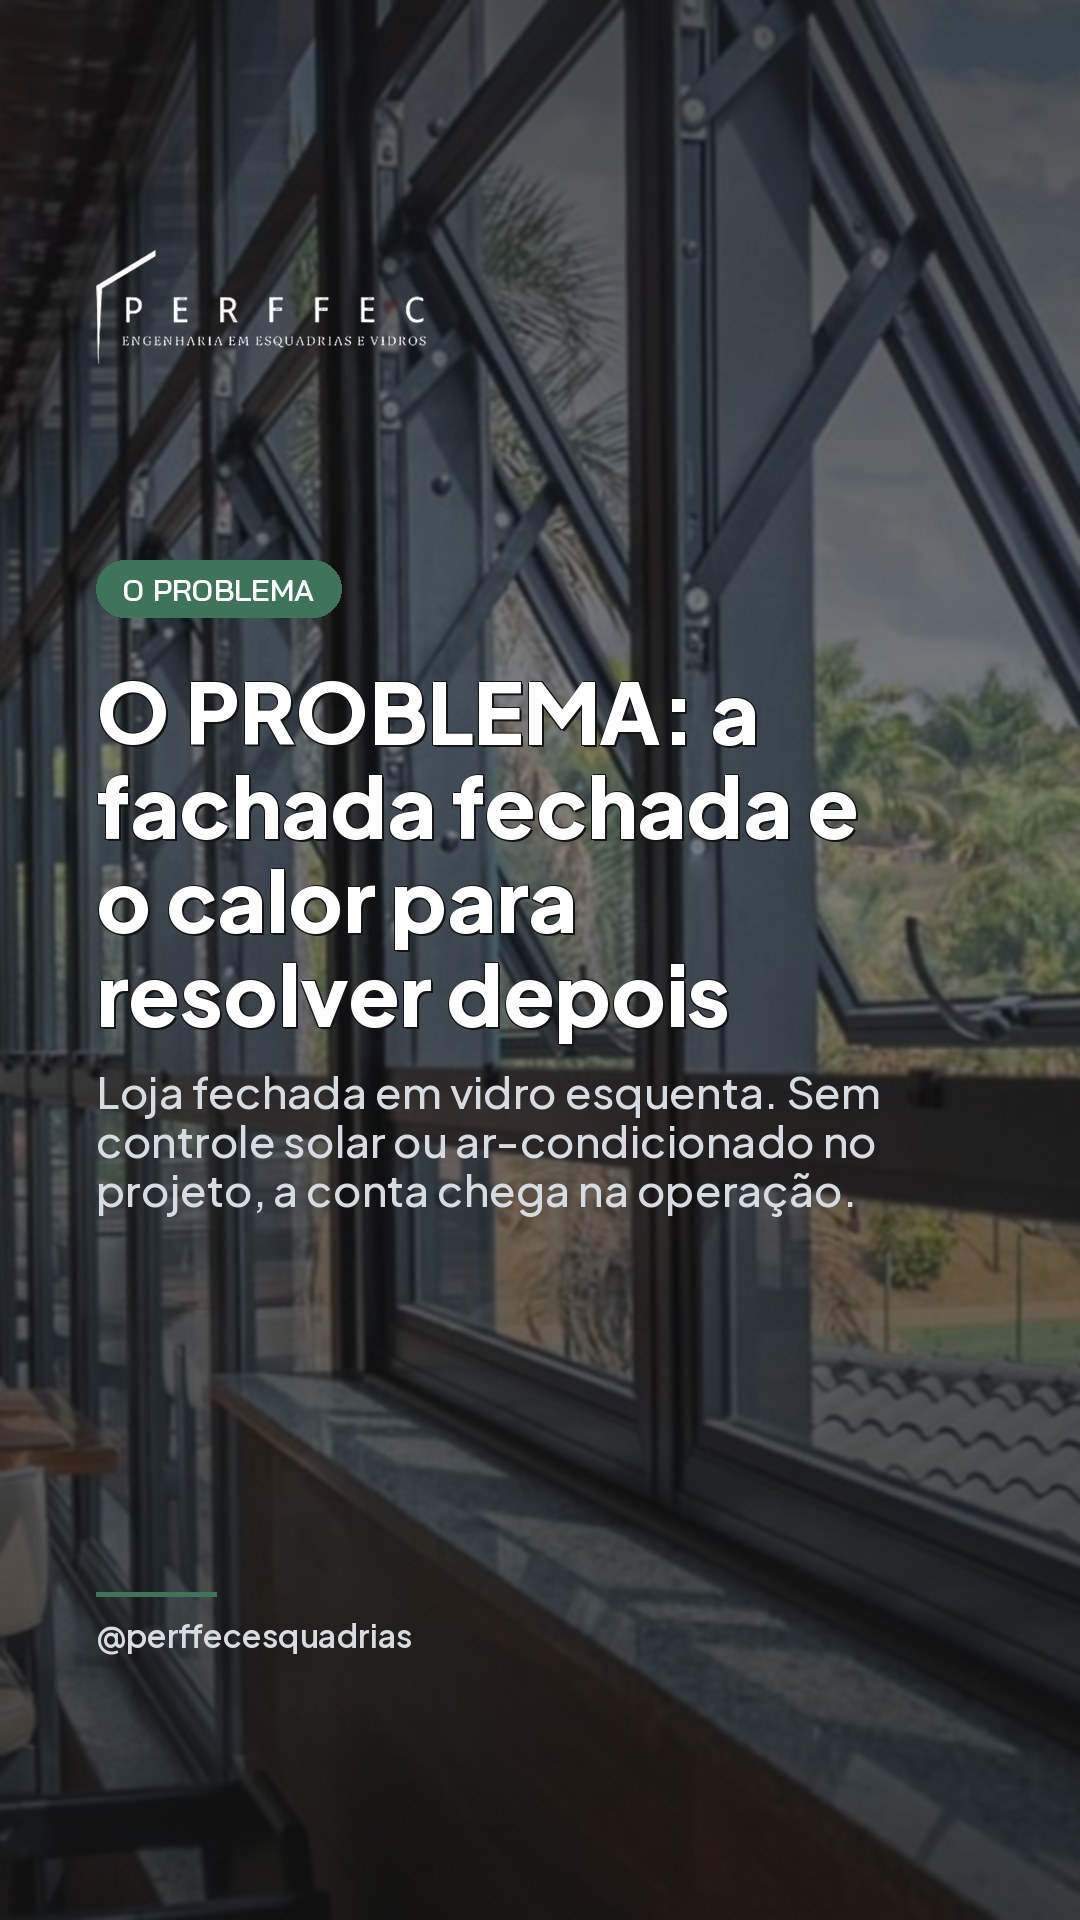 PERFFEC
ENGENHARIA EM ESQUADRIAS E VIDROS
O PROBLEMA
O PROBLEMA: a
fachada fechada e
o calor para
resolver depois
Loja fechada em vidro esquenta. Sem
controle solar ou ar-condicionado no
projeto, a conta chega na operação.
@perffecesquadrias